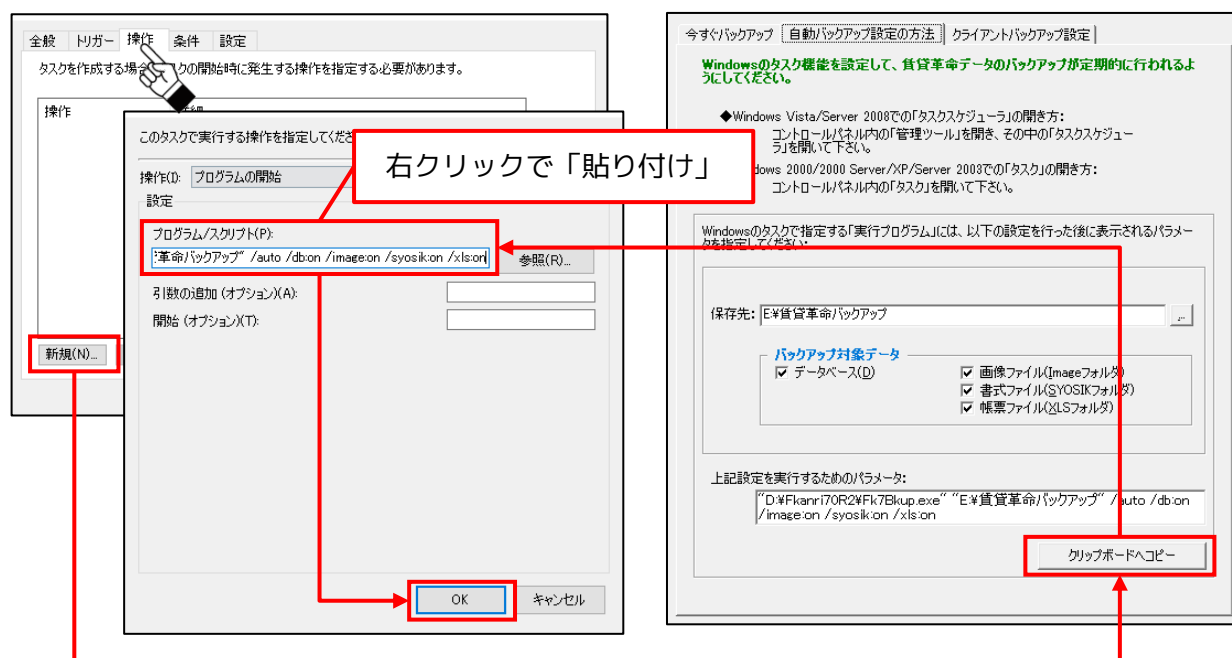 全般 トリガー 操作 条件 設定
タスクを作成する場合 スクの開始時に発生する操作を指定する必要があります。
操作
このタスクで実行する操作を指定してくださ
操作(I): プログラムの開始
設定
プログラム/スクリプト(P):
革命バックアップ" /auto /db:on /image:on /syosik:on /xls:on
参照(R)...
引数の追加 (オプション)(A):
開始 (オプション)(T):
新規(N)...
OK キャンセル
右クリックで「貼り付け」
今すぐバックアップ 自動バックアップ設定の方法 クライアントバックアップ設定
Windowsのタスク機能を設定して、賃貸革命データのバックアップが定期的に行われるよ
うにしてください。
◆Windows Vista/Server 2008での「タスクスケジューラ」の開き方:
コントロールパネル内の「管理ツール」を開き、その中の「タスクスケジュー
ラ」を開いて下さい。
dows 2000/2000 Server/XP/Server 2003での「タスク」の開き方:
コントロールパネル内の「タスク」を開いて下さい。
Windowsのタスクで指定する「実行プログラム」には、以下の設定を行った後に表示されるパラメー
タを指定してください:
保存先: E:¥賃貸革命バックアップ ...
バックアップ対象データ
データベース(D) 画像ファイル(Imageフォルダ)
書式ファイル(SYOSIKフォルダ)
帳票ファイル(XLSフォルダ)
上記設定を実行するためのパラメータ:
"D:¥Fkanri70R2¥Fk7Bkup.exe" "E:¥賃貸革命バックアップ" /auto /db:on
/image:on /syosik:on /xls:on
クリップボードへコピー